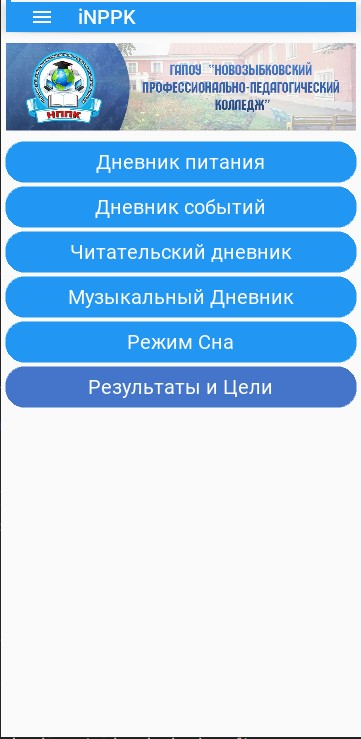 iNPPK
ГАПОУ "НОВОЗЫБКОВСКИЙ
ПРОФЕССИОНАЛЬНО-ПЕДАГОГИЧЕСКИЙ
КОЛЛЕДЖ"
НППК
Дневник питания
Дневник событий
Читательский дневник
Музыкальный Дневник
Режим Сна
Результаты и Цели